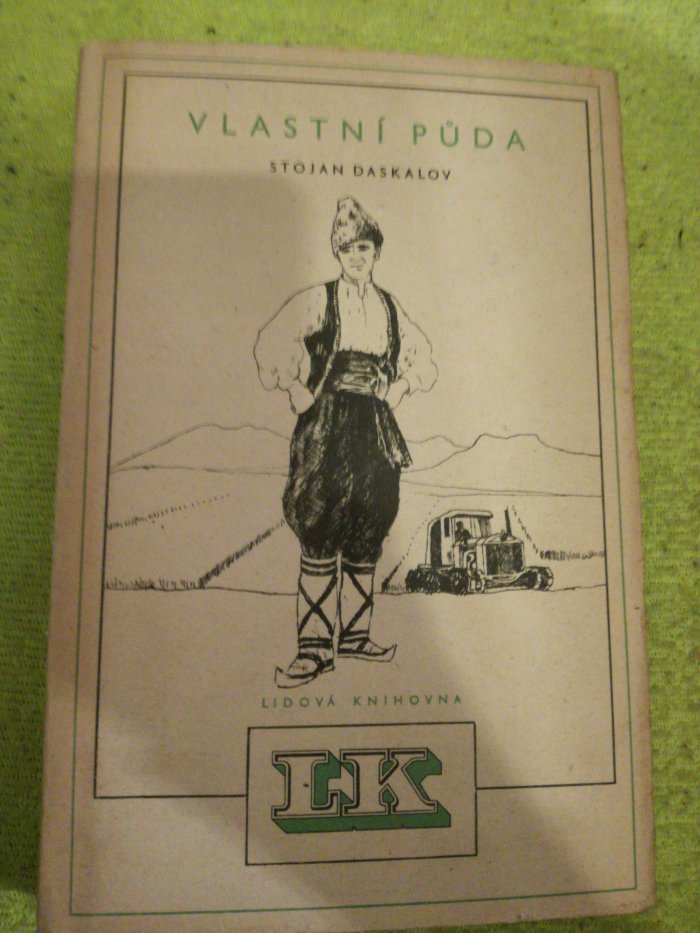 VLASTNÍ PŮDA
STOJAN DASKALOV
LIDOVÁ KNIHOVNA
LK